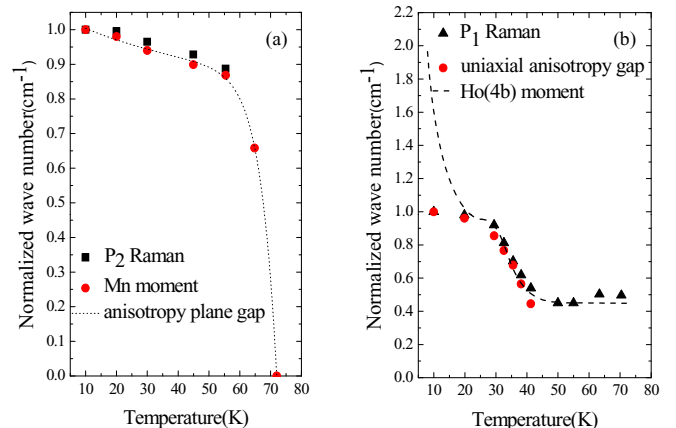 (a)
Normalized wave number(cm⁻¹)
1.0
0.9
0.8
0.7
0.6
0.5
0.4
0.3
0.2
0.1
0.0
P₂ Raman
Mn moment
anisotropy plane gap
10 20 30 40 50 60 70 80
Temperature(K)
(b)
Normalized wave number(cm⁻¹)
2.2
2.0
1.8
1.6
1.4
1.2
1.0
0.8
0.6
0.4
0.2
0.0
P₁ Raman
uniaxial anisotropy gap
Ho(4b) moment
0 10 20 30 40 50 60 70 80
Temperature(K)